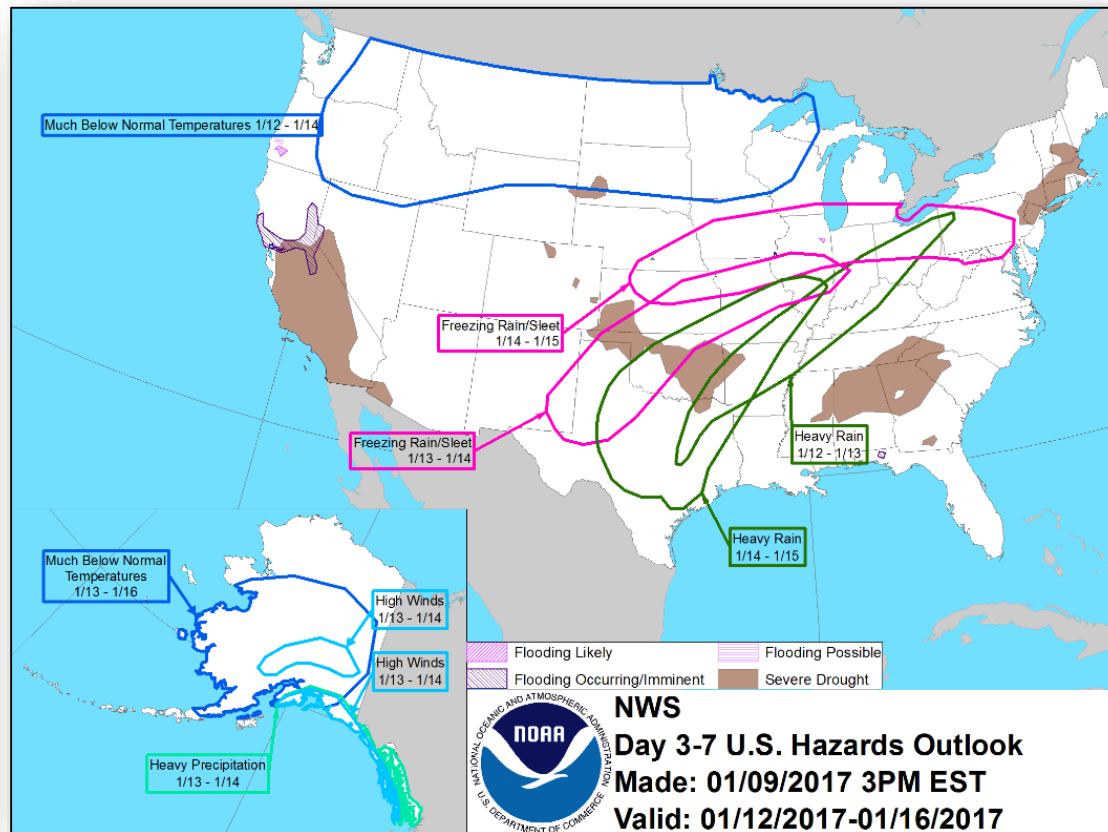 Much Below Normal Temperatures 1/12 - 1/14
Freezing Rain/Sleet
1/14 - 1/15
Freezing Rain/Sleet
1/13 - 1/14
Heavy Rain
1/12 - 1/13
Heavy Rain
1/14 - 1/15
Much Below Normal
Temperatures
1/13 - 1/16
High Winds
1/13 - 1/14
High Winds
1/13 - 1/14
Heavy Precipitation
1/13 - 1/14
Flooding Likely
Flooding Possible
Flooding Occurring/Imminent
Severe Drought
NATIONAL OCEANIC AND ATMOSPHERIC ADMINISTRATION
NOAA
U.S. DEPARTMENT OF COMMERCE
NWS
Day 3-7 U.S. Hazards Outlook
Made: 01/09/2017 3PM EST
Valid: 01/12/2017-01/16/2017